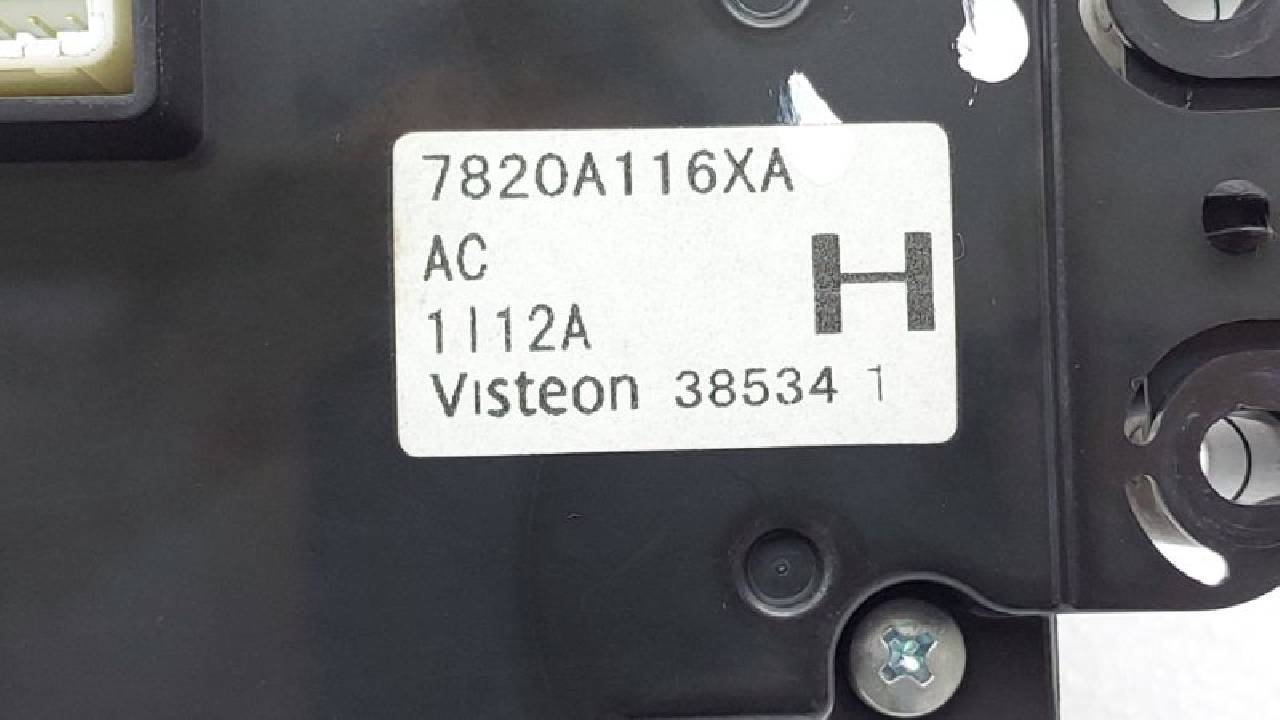 7820A116XA
AC
1I12A
H
Visteon 38534 1